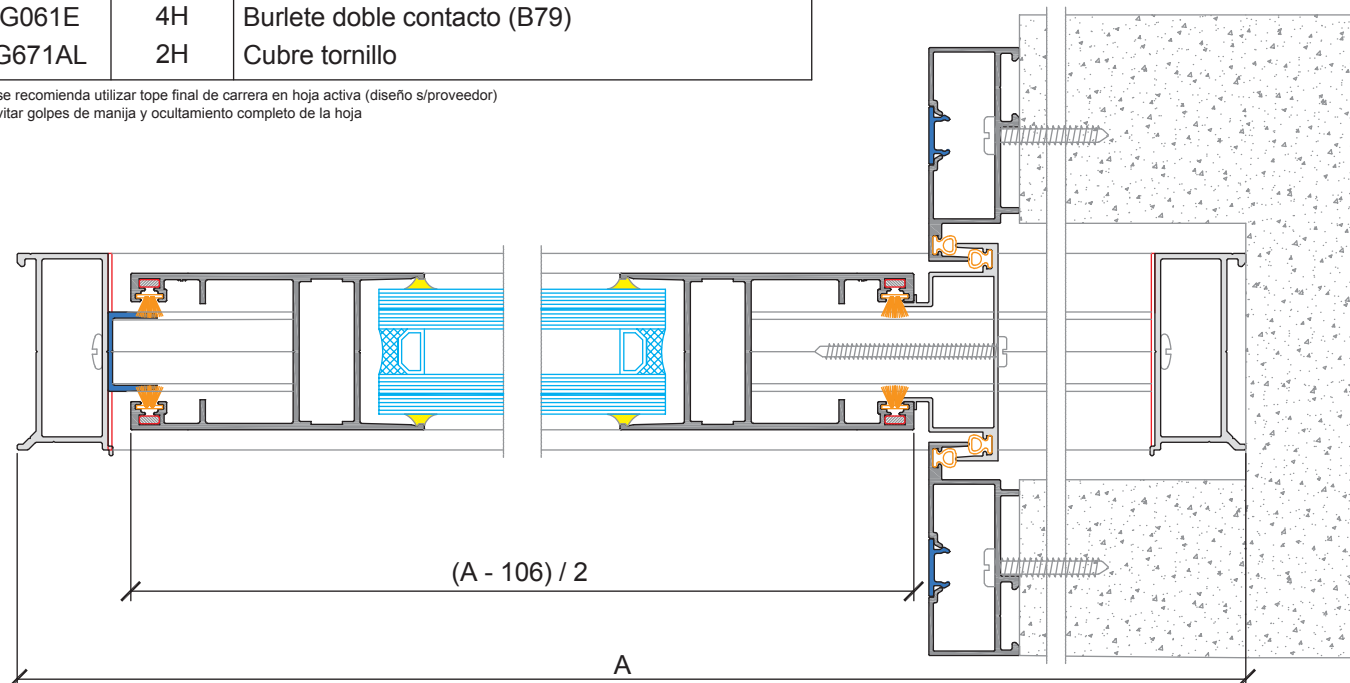 G061E 4H Burlete doble contacto (B79)
G671AL 2H Cubre tornillo
se recomienda utilizar tope final de carrera en hoja activa (diseño s/proveedor)
vitar golpes de manija y ocultamiento completo de la hoja
(A - 106) / 2
A